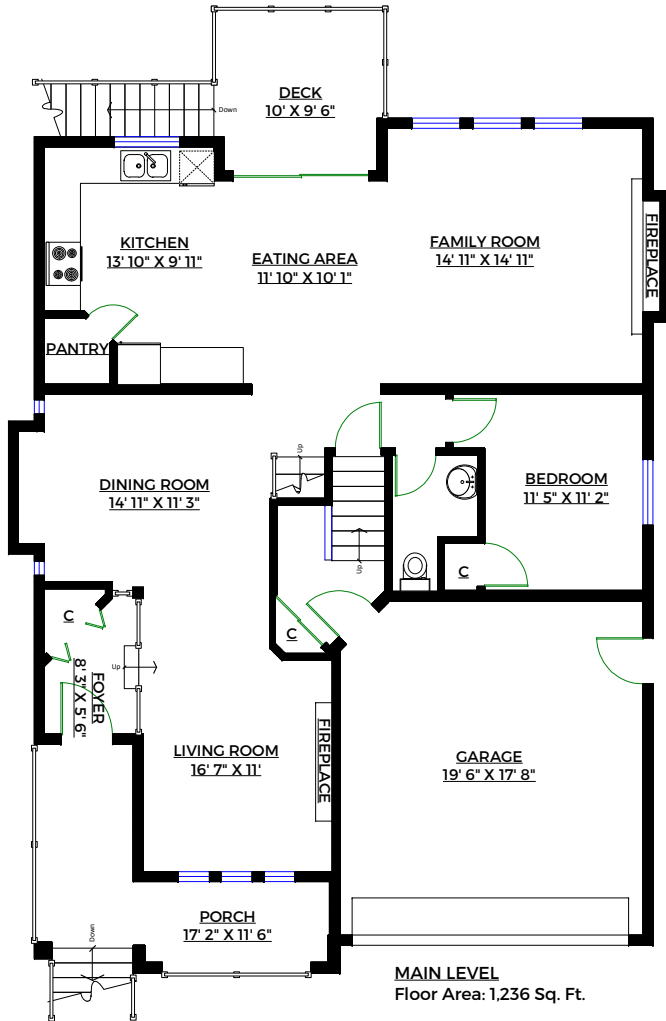 DECK
10' X 9' 6"
Down
KITCHEN
13' 10" X 9' 11"
EATING AREA
11' 10" X 10' 1"
FAMILY ROOM
14' 11" X 14' 11"
FIREPLACE
PANTRY
Up
DINING ROOM
14' 11" X 11' 3"
BEDROOM
11' 5" X 11' 2"
Up
C
C
C
Up
FOYER
8' 3" X 5' 6"
LIVING ROOM
16' 7" X 11'
FIREPLACE
GARAGE
19' 6" X 17' 8"
PORCH
17' 2" X 11' 6"
Down
MAIN LEVEL
Floor Area: 1,236 Sq. Ft.